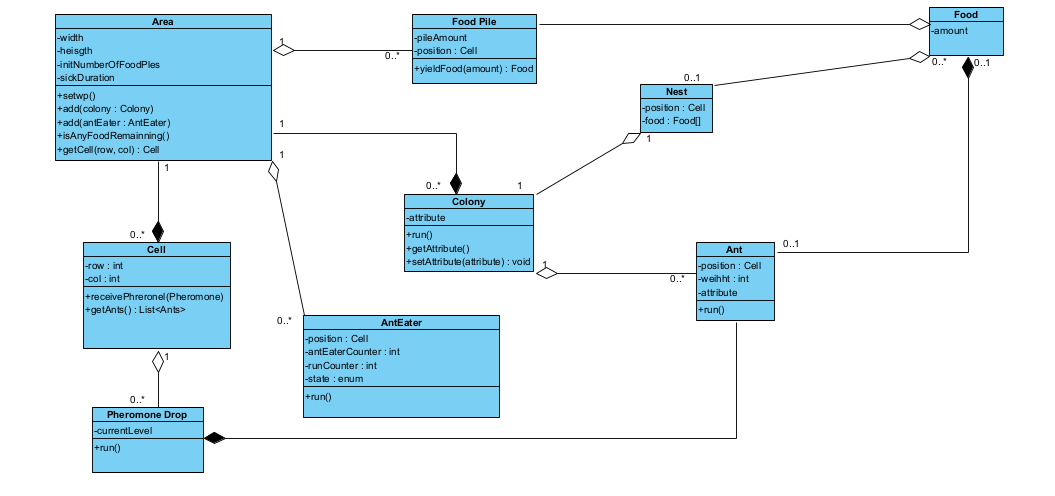 Area
-width
-heisgth
-initNumberOfFoodPles
-sickDuration
+setwp()
+add(colony : Colony)
+add(antEater : AntEater)
+isAnyFoodRemainning()
+getCell(row, col) : Cell
1
0..*
Food Pile
-pileAmount
-position : Cell
+yieldFood(amount) : Food
Food
-amount
0..*
0..1
0..1
Nest
-position : Cell
-food : Food[]
1
1
1
1
0..*
1
Colony
-attribute
+run()
+getAttribute()
+setAttribute(attribute) : void
1
0..*
0..1
Ant
-position : Cell
-weihht : int
-attribute
+run()
0..*
Cell
-row : int
-col : int
+receivePhreronel(Pheromone)
+getAnts() : List<Ants>
1
0..*
0..*
AntEater
-position : Cell
-antEaterCounter : int
-runCounter : int
-state : enum
+run()
Pheromone Drop
-currentLevel
+run()